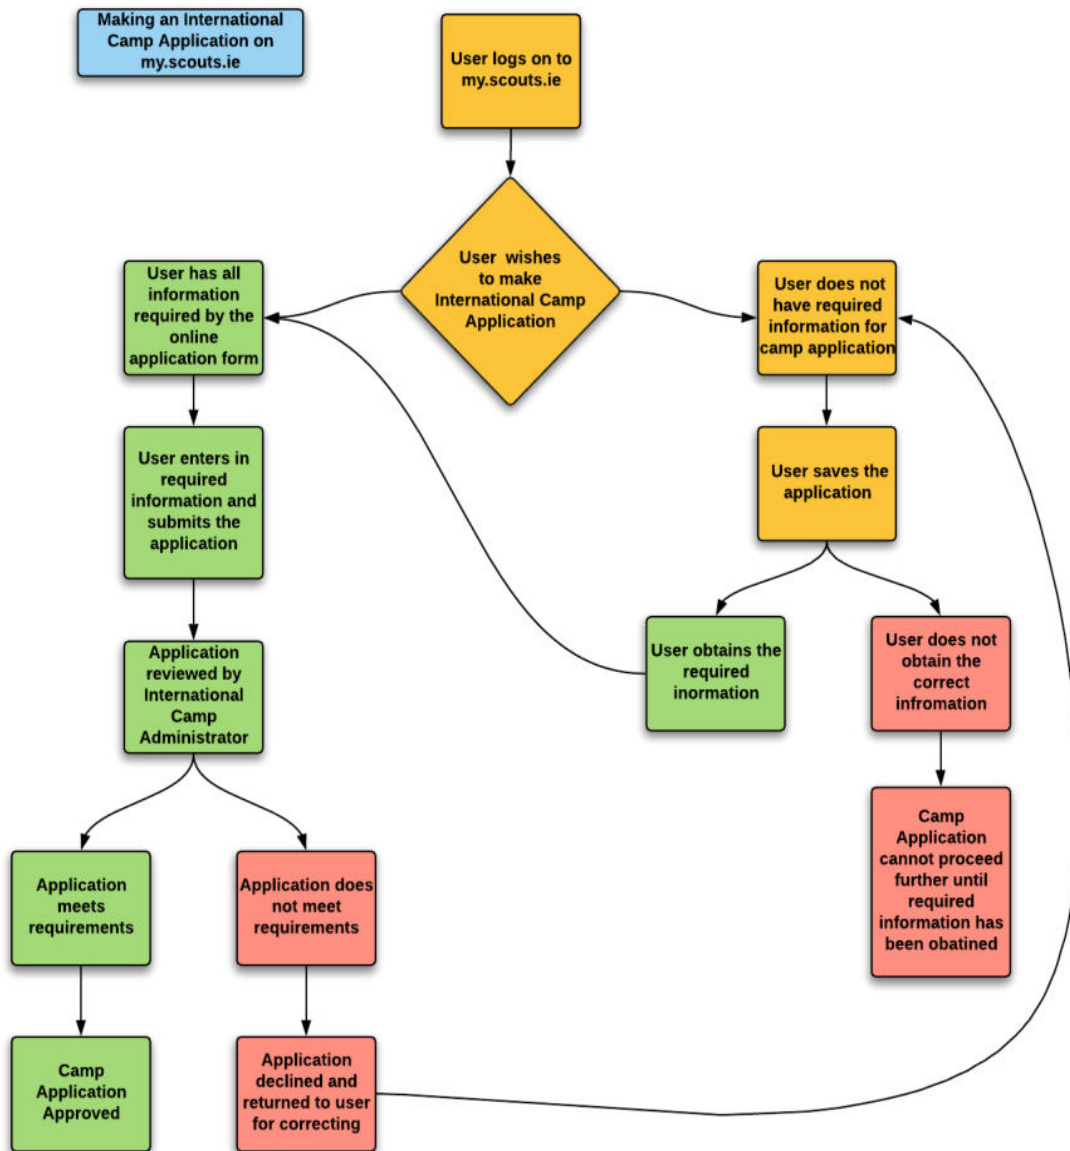 Making an International
Camp Application on
my.scouts.ie
User logs on to
my.scouts.ie
User wishes
to make
International Camp
Application
User has all
information
required by the
online
application form
User does not
have required
information for
camp application
User enters in
required
information and
submits the
application
User saves the
application
Application
reviewed by
International
Camp
Administrator
User obtains the
required
inormation
User does not
obtain the
correct
infromation
Camp
Application
cannot proceed
further until
required
information has
been obatined
Application
meets
requirements
Application does
not meet
requirements
Camp
Application
Approved
Application
declined and
returned to user
for correcting